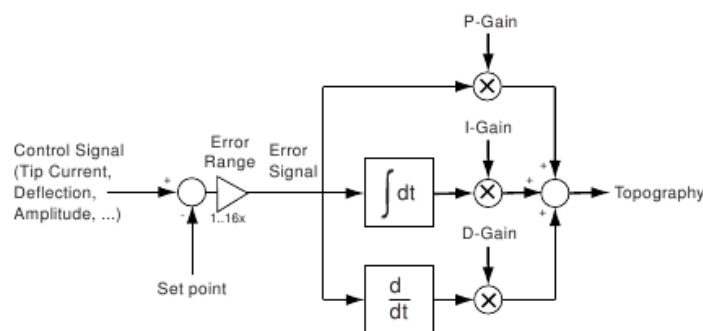 P-Gain
I-Gain
Control Signal
(Tip Current,
Deflection,
Amplitude, ...)
+
-
Error
Range
1..16x
Error
Signal
∫dt
+
+
+
Topography
D-Gain
Set point
d
dt